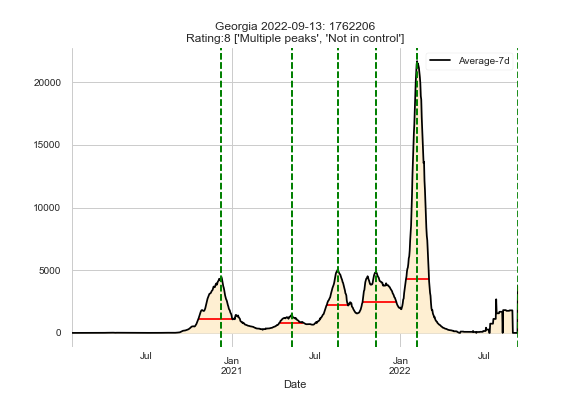 Georgia 2022-09-13: 1762206
Rating:8 ['Multiple peaks', 'Not in control']
Average-7d
20000
15000
10000
5000
0
Jul
Jan
2021
Jul
Jan
2022
Jul
Date